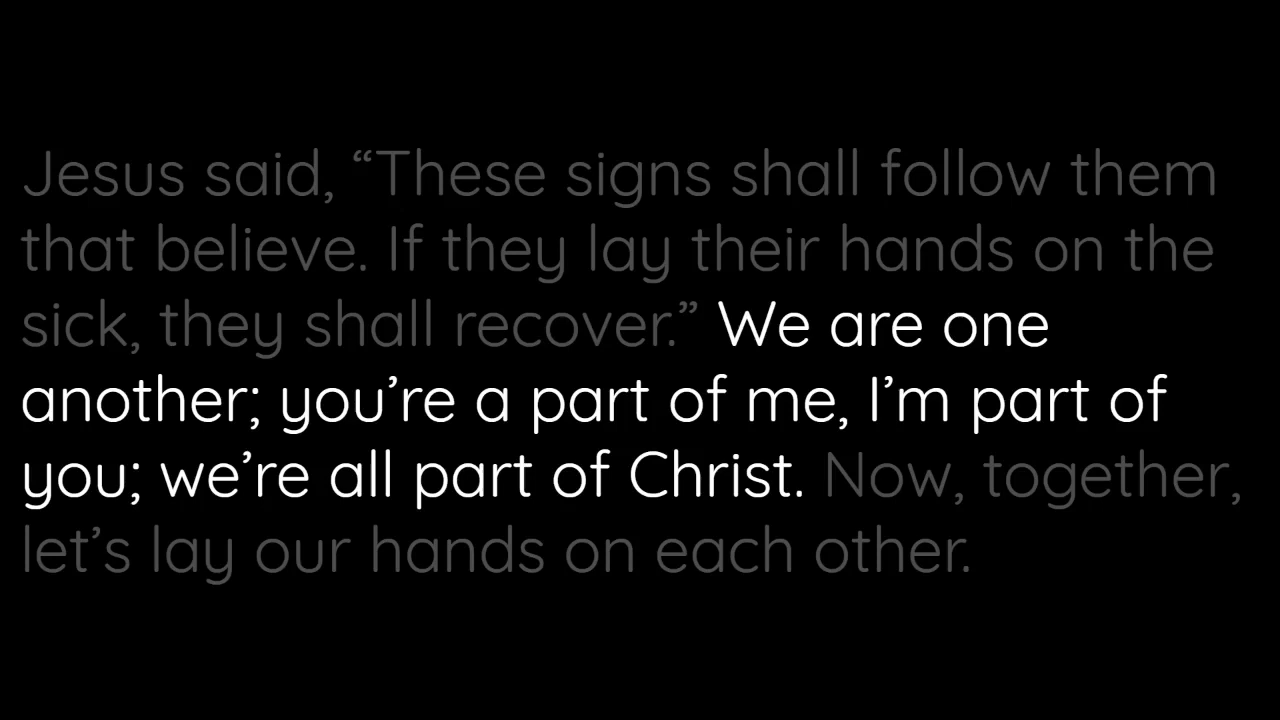 Jesus said, “These signs shall follow them
that believe. If they lay their hands on the
sick, they shall recover.” We are one
another; you’re a part of me, I’m part of
you; we’re all part of Christ. Now, together,
let’s lay our hands on each other.